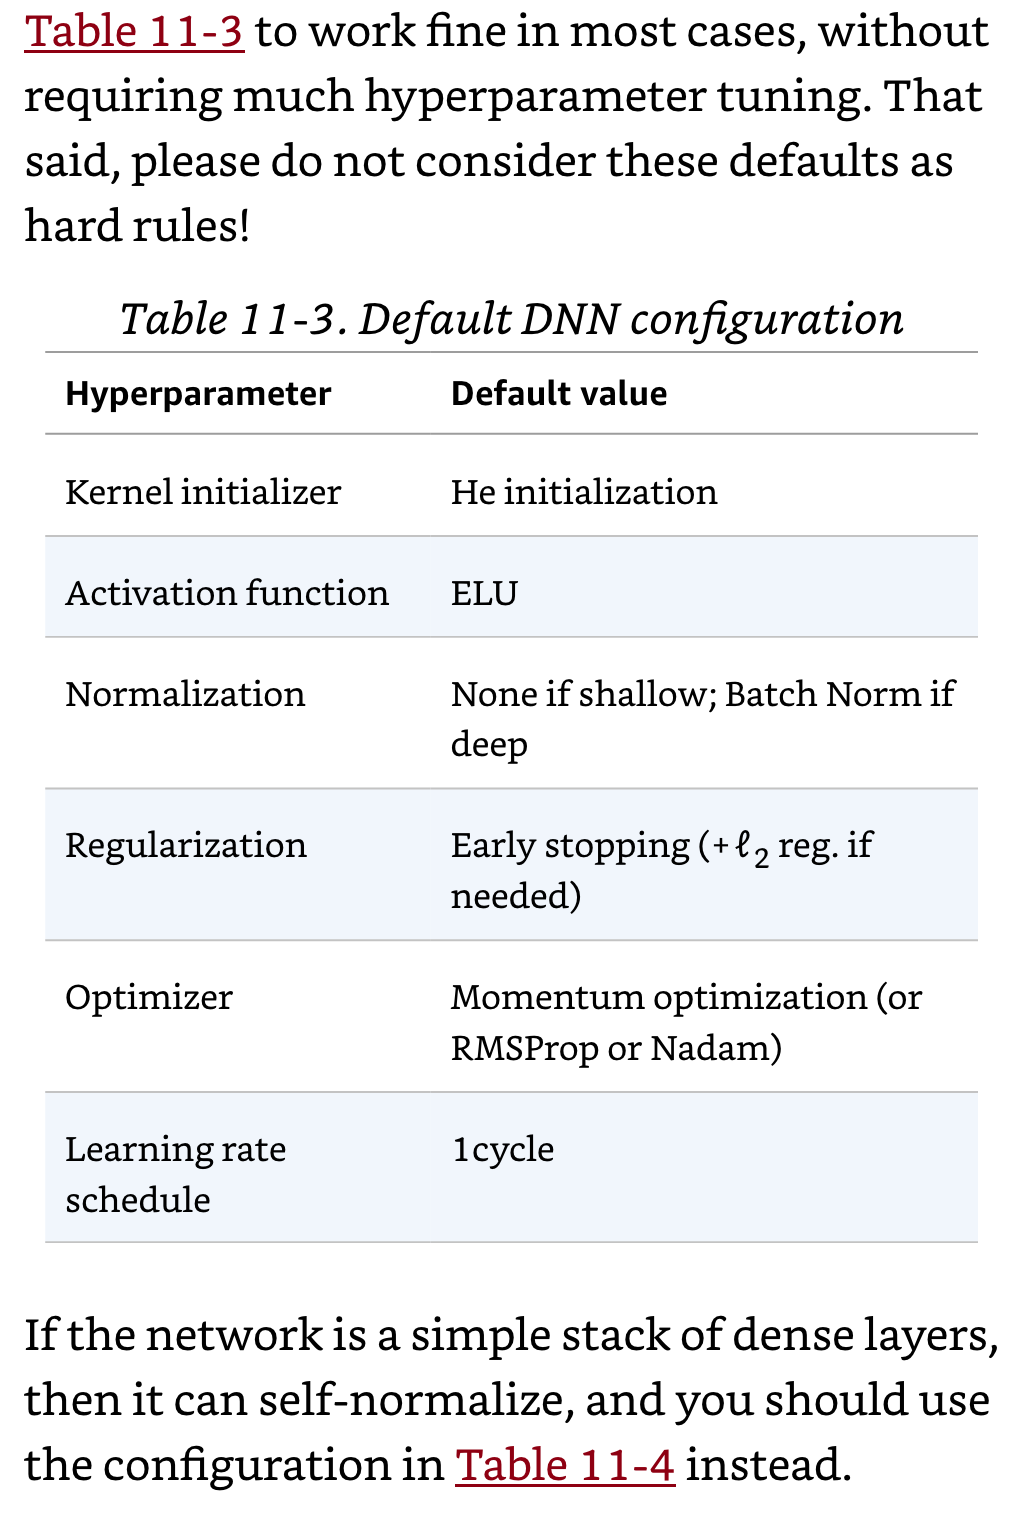 Table 11-3 to work fine in most cases, without
requiring much hyperparameter tuning. That
said, please do not consider these defaults as
hard rules!
Table 11-3. Default DNN configuration
Hyperparameter Default value
Kernel initializer He initialization
Activation function ELU
Normalization None if shallow; Batch Norm if
deep
Regularization Early stopping (+ℓ2 reg. if
needed)
Optimizer Momentum optimization (or
RMSProp or Nadam)
Learning rate 1cycle
schedule
If the network is a simple stack of dense layers,
then it can self-normalize, and you should use
the configuration in Table 11-4 instead.